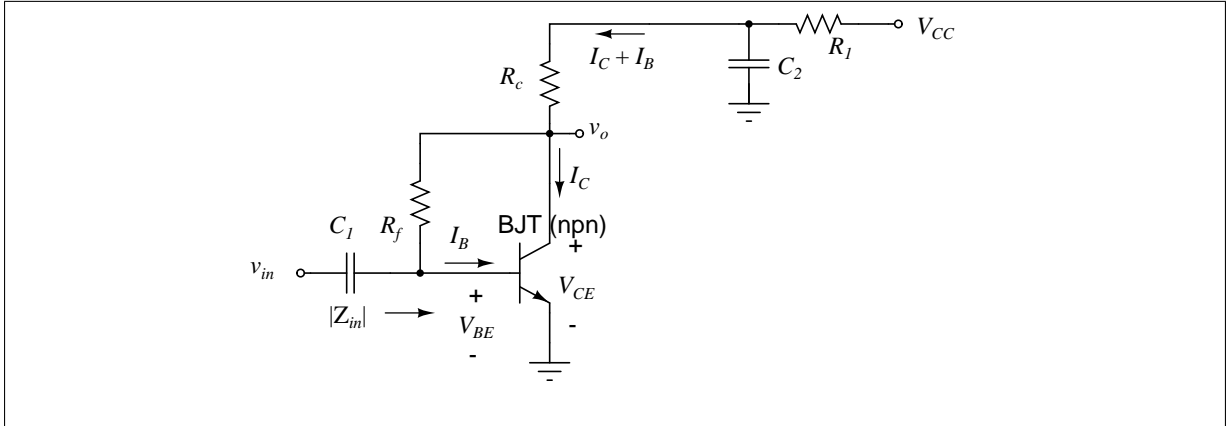 V_CC
R_1
I_C + I_B
C_2
R_c
v_o
I_C
BJT (npn)
C_1
R_f
I_B
+
v_in
+
V_CE
|Z_in|
V_BE
-
-